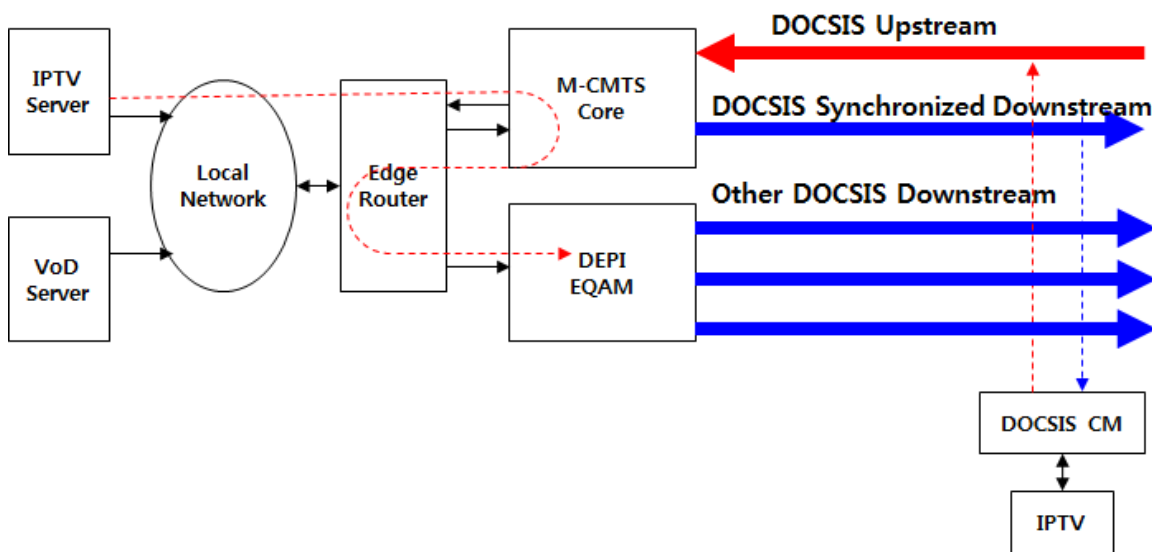 DOCSIS Upstream
IPTV
Server
M-CMTS
Core
DOCSIS Synchronized Downstream
Local
Network
Edge
Router
Other DOCSIS Downstream
VoD
Server
DEPI
EQAM
DOCSIS CM
IPTV